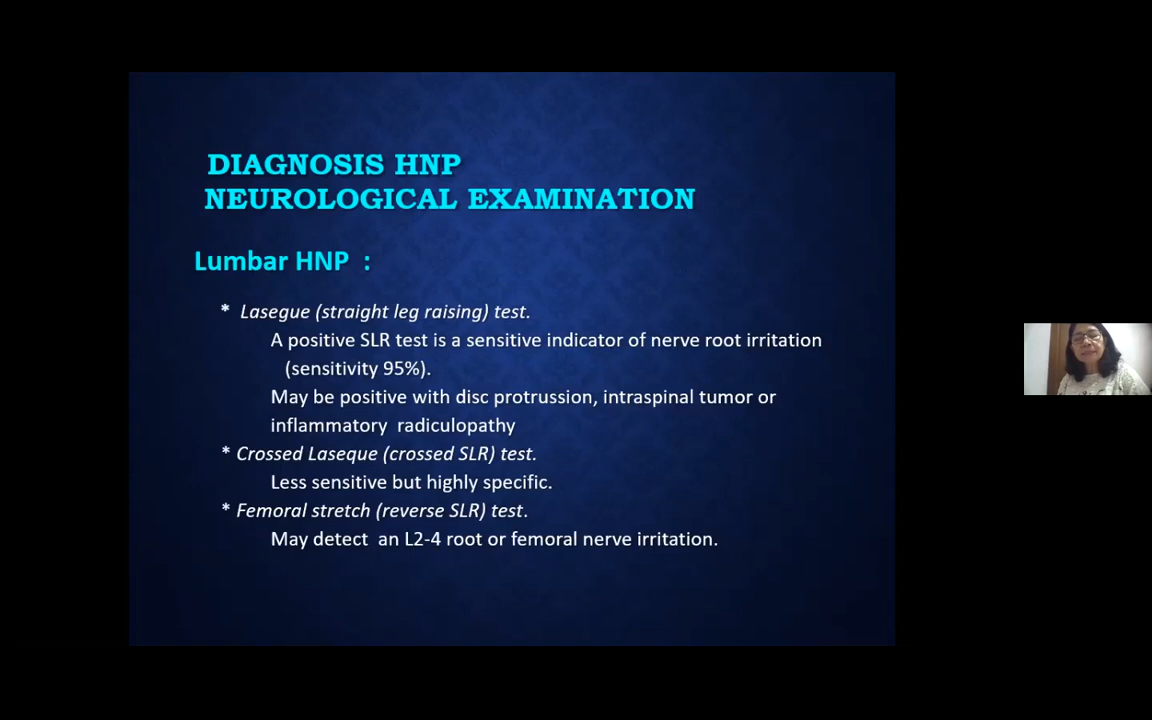 DIAGNOSIS HNP
NEUROLOGICAL EXAMINATION
Lumbar HNP :
* Lasegue (straight leg raising) test.
A positive SLR test is a sensitive indicator of nerve root irritation
(sensitivity 95%).
May be positive with disc protrussion, intraspinal tumor or
inflammatory radiculopathy
* Crossed Laseque (crossed SLR) test.
Less sensitive but highly specific.
* Femoral stretch (reverse SLR) test.
May detect an L2-4 root or femoral nerve irritation.